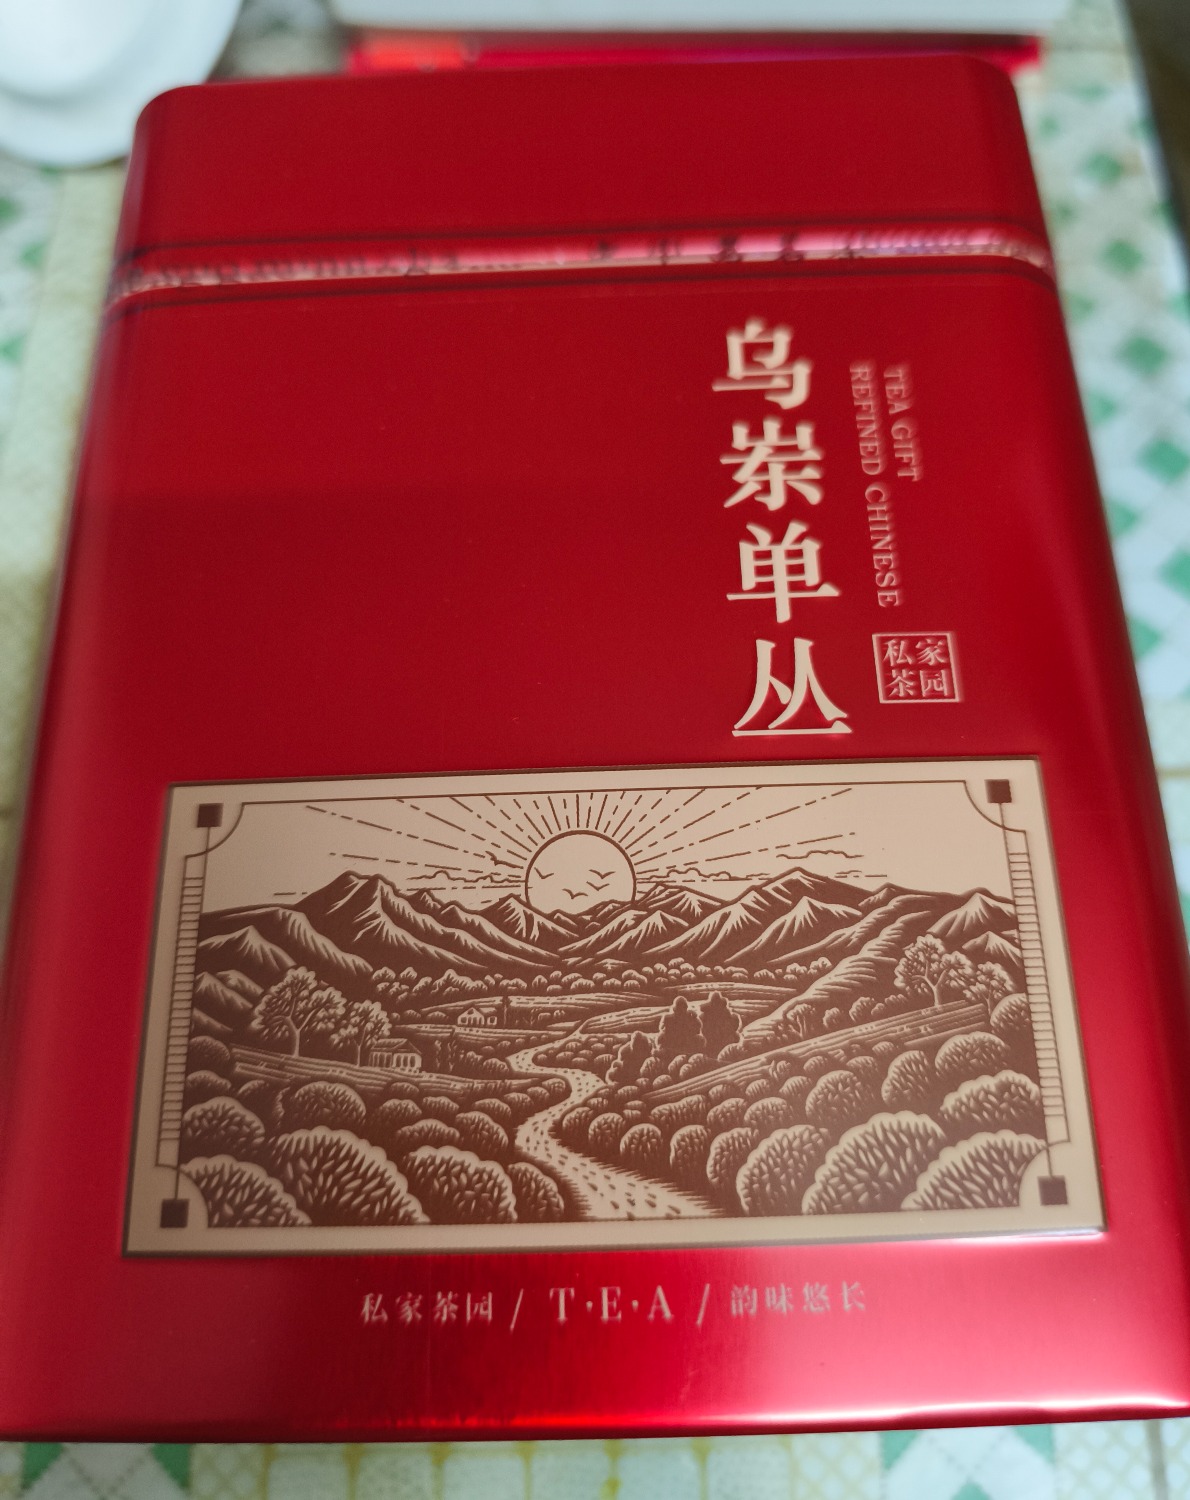 乌岽单丛
TEA GIFT
REFINED CHINESE
私家
茶园
私家茶园 / T·E·A / 韵味悠长